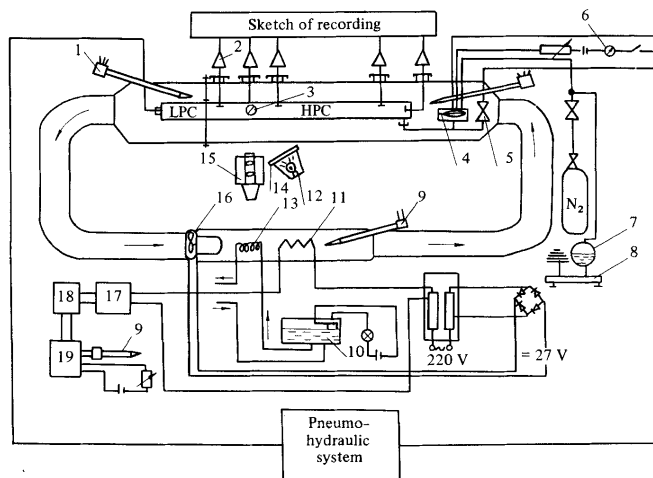 Sketch of recording
1
2
3
6
LPC
HPC
4
5
15
14
12
16
13
11
9
N₂
7
8
18
17
9
19
10
220 V
= 27 V
Pneumo-
hydraulic
system